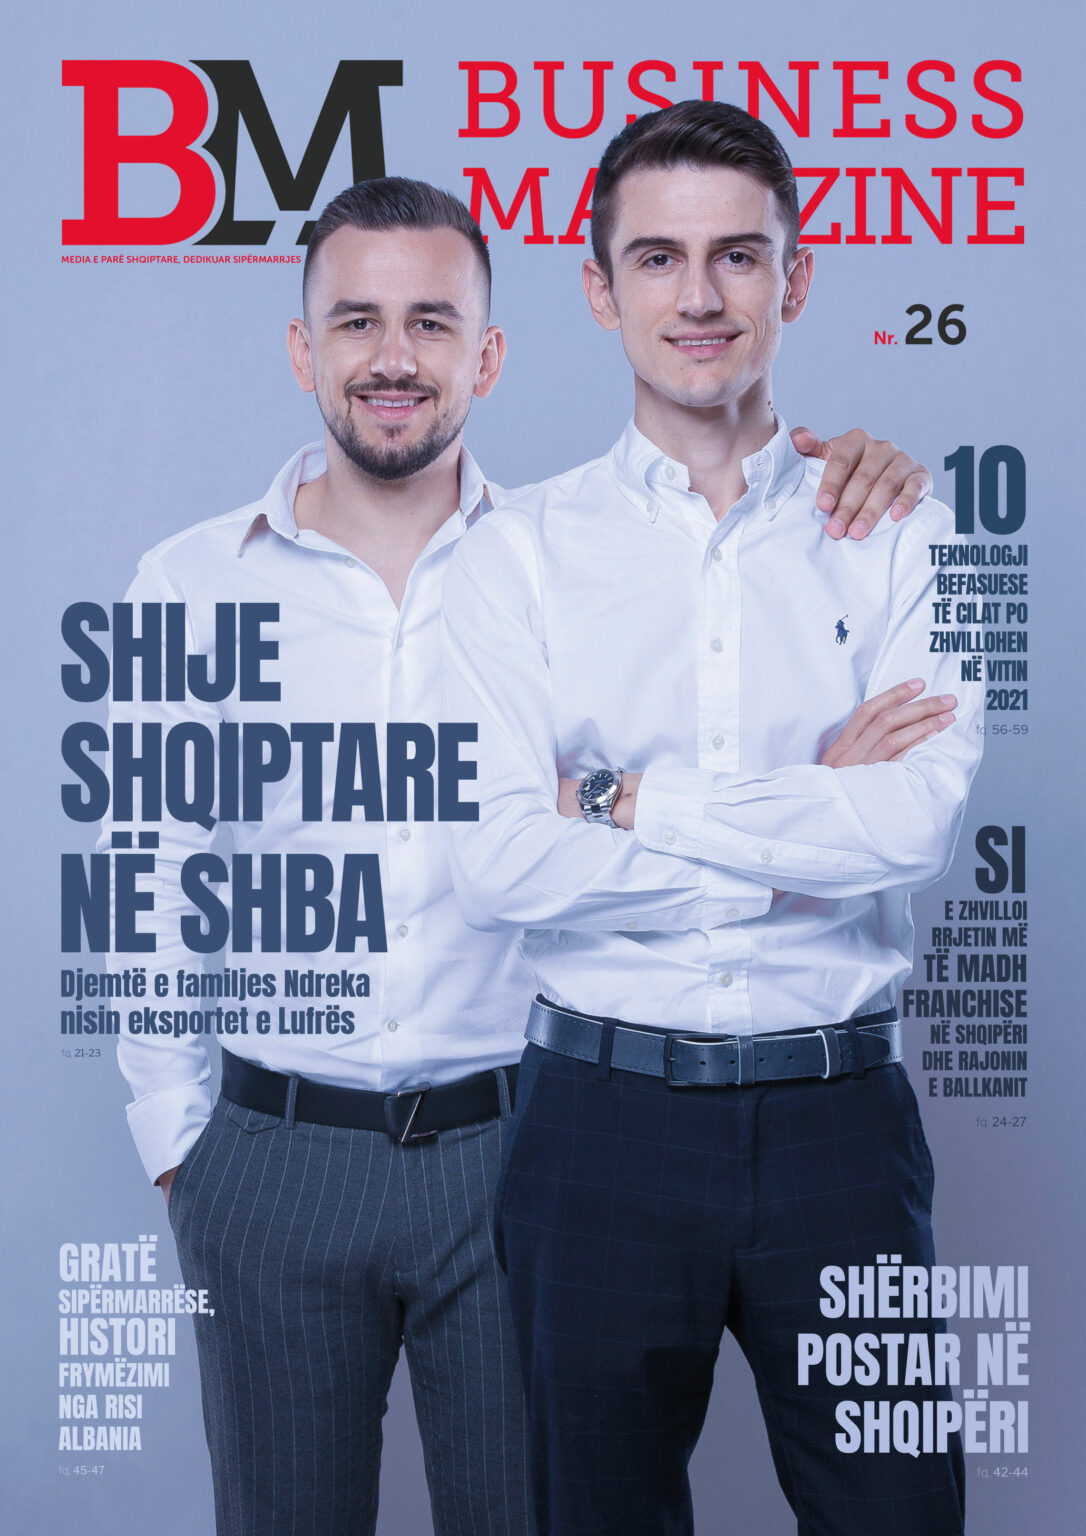 BM
BUSINESS
MAGAZINE
MEDIA E PARË SHQIPTARE, DEDIKUAR SIPËRMARRJES
Nr. 26
10
TEKNOLOGJI
BEFASUESE
TË CILAT PO
ZHVILLOHEN
NË VITIN
2021
fq. 56-59
SHIJE
SHQIPTARE
NË SHBA
Djemtë e familjes Ndreka
nisin eksportet e Lufrës
fq. 21-23
SI
E ZHVILLOI
RRJETIN MË
TË MADH
FRANCHISE
NË SHQIPËRI
DHE RAJONIN
E BALLKANIT
fq. 24-27
GRATË
SIPËRMARRËSE,
HISTORI
FRYMËZIMI
NGA RISI
ALBANIA
fq. 45-47
SHËRBIMI
POSTAR NË
SHQIPËRI
fq. 42-44